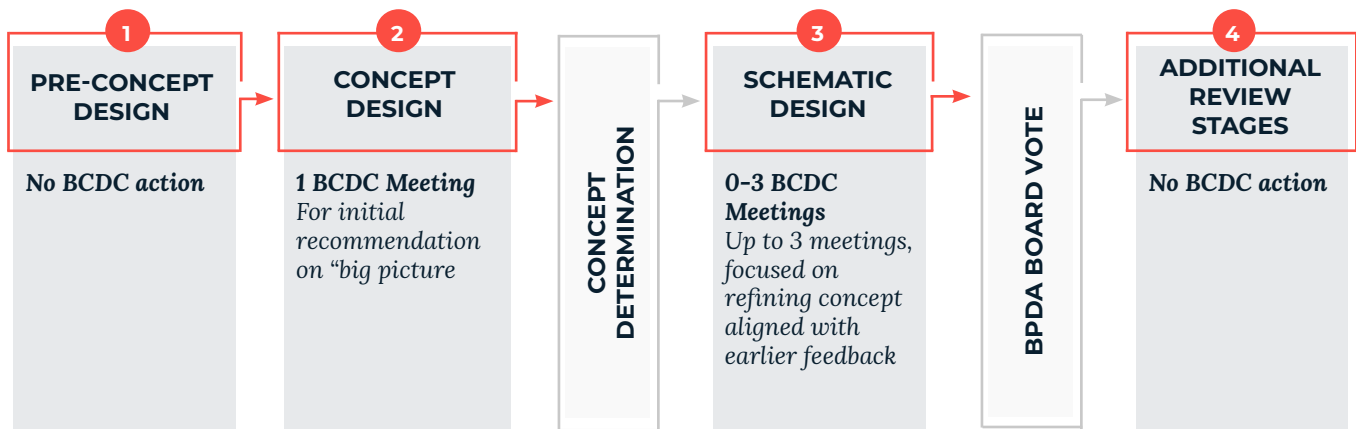 1
PRE-CONCEPT
DESIGN
No BCDC action
2
CONCEPT
DESIGN
1 BCDC Meeting
For initial
recommendation
on “big picture
CONCEPT
DETERMINATION
3
SCHEMATIC
DESIGN
0-3 BCDC
Meetings
Up to 3 meetings,
focused on
refining concept
aligned with
earlier feedback
BPDA BOARD VOTE
4
ADDITIONAL
REVIEW
STAGES
No BCDC action